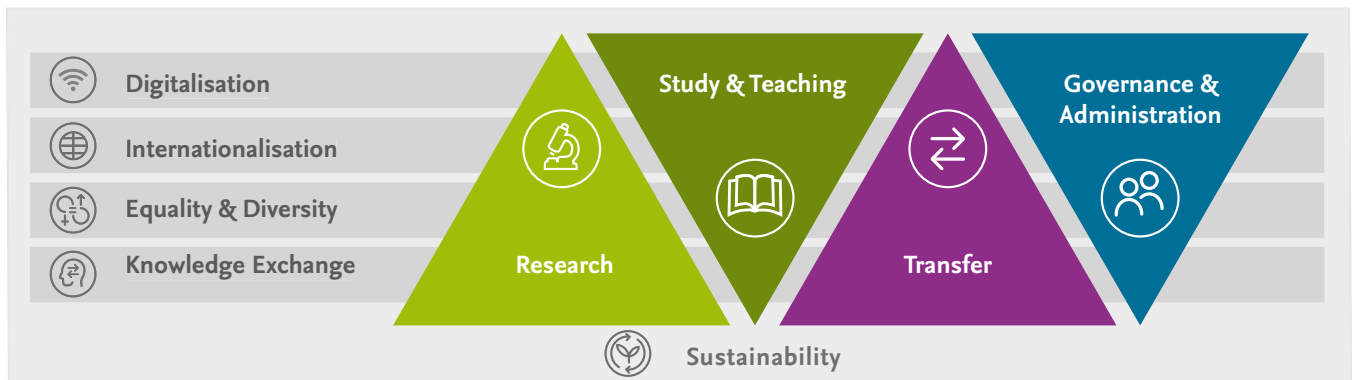 Digitalisation
Internationalisation
Equality & Diversity
Knowledge Exchange
Research
Study & Teaching
Transfer
Governance &
Administration
Sustainability